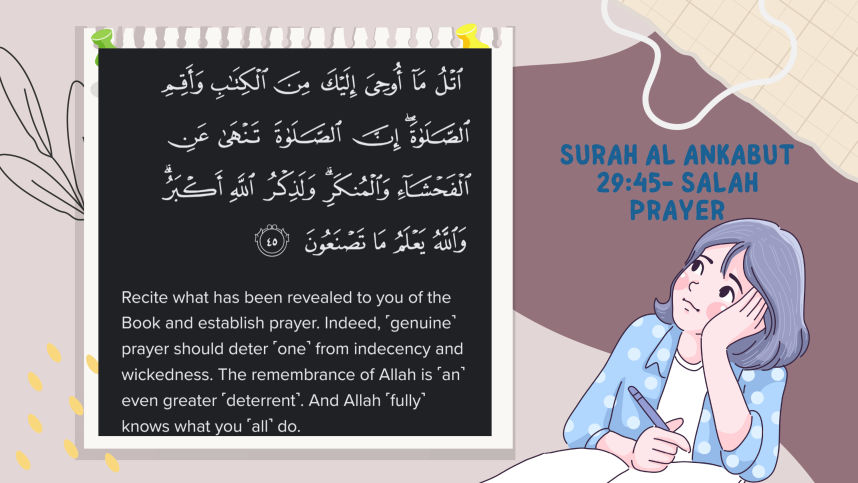 ٱتۡلُ مَآ أُوحِيَ إِلَيۡكَ مِنَ ٱلۡكِتَٰبِ وَأَقِمِ
ٱلصَّلَوٰةَۖ إِنَّ ٱلصَّلَوٰةَ تَنۡهَىٰ عَنِ
ٱلۡفَحۡشَآءِ وَٱلۡمُنكَرِۗ وَلَذِكۡرُ ٱللَّهِ أَكۡبَرُۗ
وَٱللَّهُ يَعۡلَمُ مَا تَصۡنَعُونَ ٤٥
Recite what has been revealed to you of the
Book and establish prayer. Indeed, ˹genuine˺
prayer should deter ˹one˺ from indecency and
wickedness. The remembrance of Allah is ˹an˺
even greater ˹deterrent˺. And Allah ˹fully˺
knows what you ˹all˺ do.
SURAH AL ANKABUT
29:45- SALAH
PRAYER